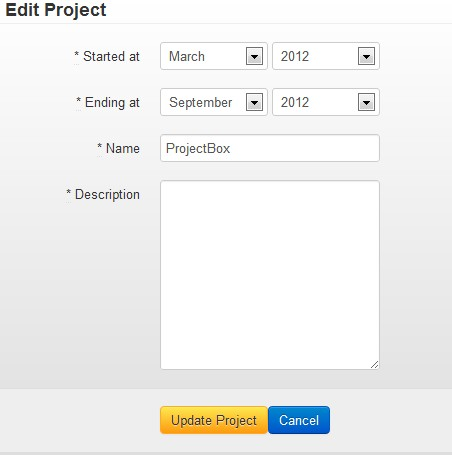 Edit Project
* Started at March 2012
* Ending at September 2012
* Name ProjectBox
* Description
Update Project Cancel